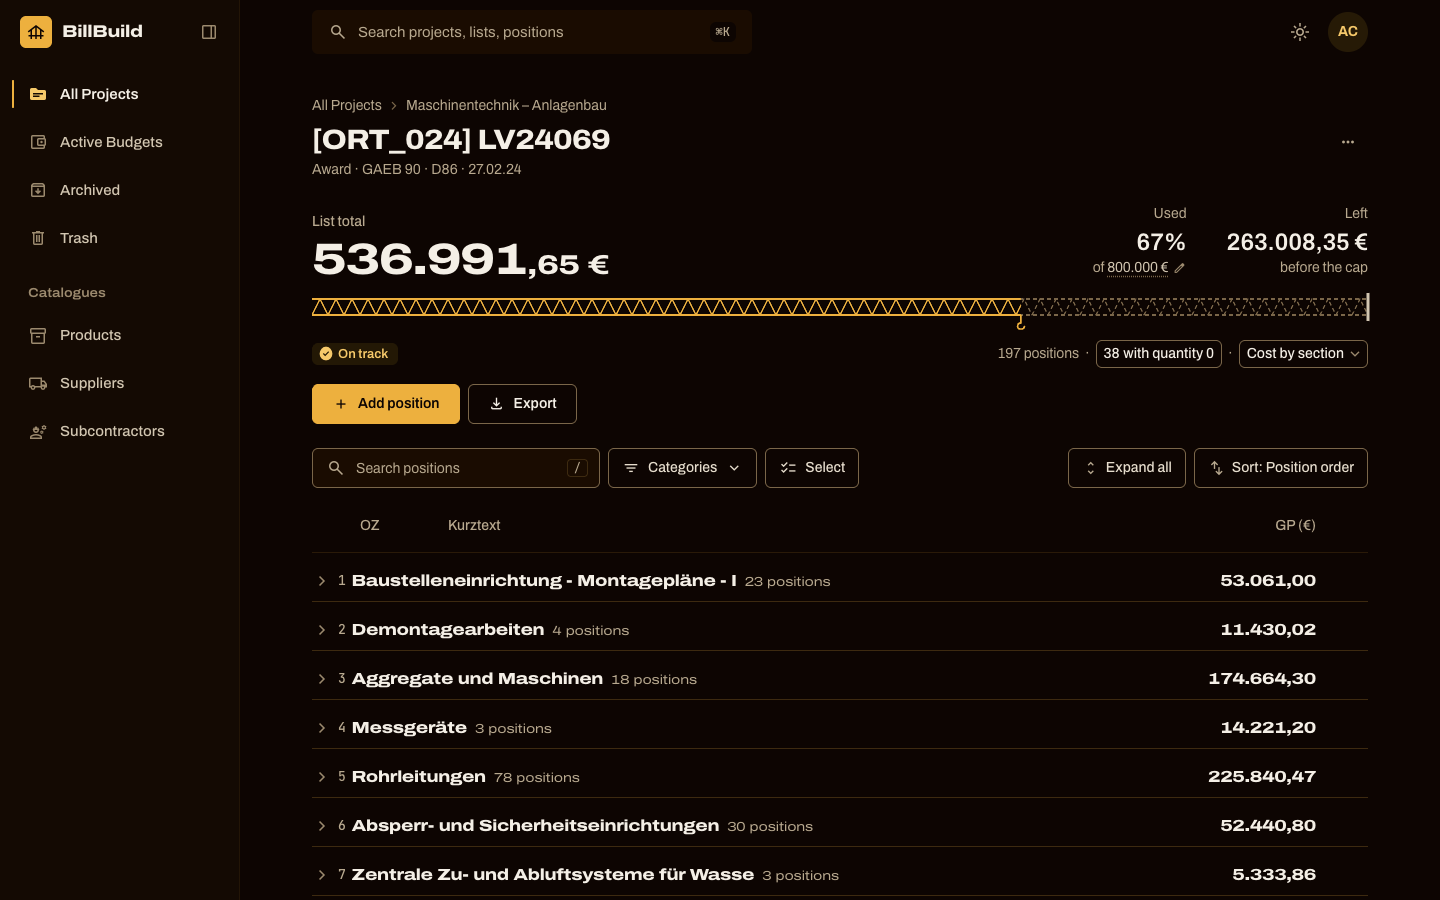 BillBuild
Search projects, lists, positions
⌘K
AC
All Projects
Active Budgets
Archived
Trash
Catalogues
Products
Suppliers
Subcontractors
All Projects
Maschinentechnik – Anlagenbau
[ORT_024] LV24069
Award · GAEB 90 · D86 · 27.02.24
List total
536.991,65 €
Used
67%
of 800.000 €
Left
263.008,35 €
before the cap
On track
197 positions · 38 with quantity 0 · Cost by section
Add position
Export
Search positions /
Categories
Select
Expand all
Sort: Position order
OZ Kurztext GP (€)
1 Baustelleneinrichtung - Montagepläne - I 23 positions 53.061,00
2 Demontagearbeiten 4 positions 11.430,02
3 Aggregate und Maschinen 18 positions 174.664,30
4 Messgeräte 3 positions 14.221,20
5 Rohrleitungen 78 positions 225.840,47
6 Absperr- und Sicherheitseinrichtungen 30 positions 52.440,80
7 Zentrale Zu- und Abluftsysteme für Wasse 3 positions 5.333,86